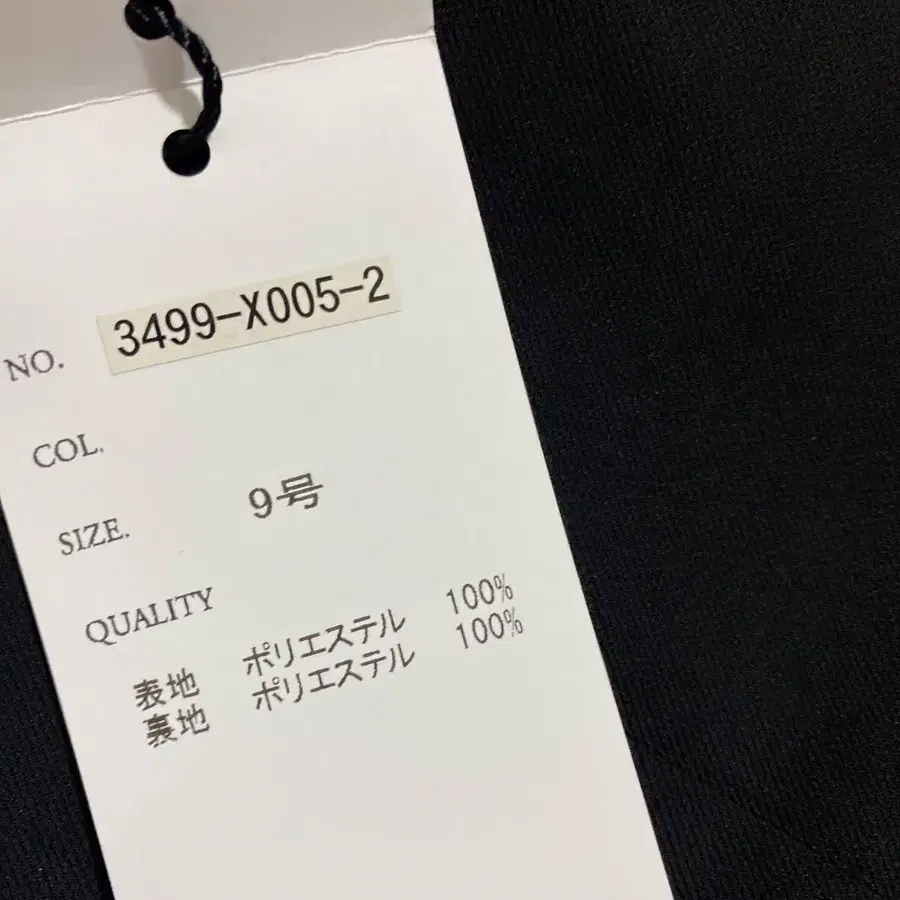 NO. 3499-X005-2
COL.
SIZE. 9号
QUALITY
表地 ポリエステル 100%
裏地 ポリエステル 100%